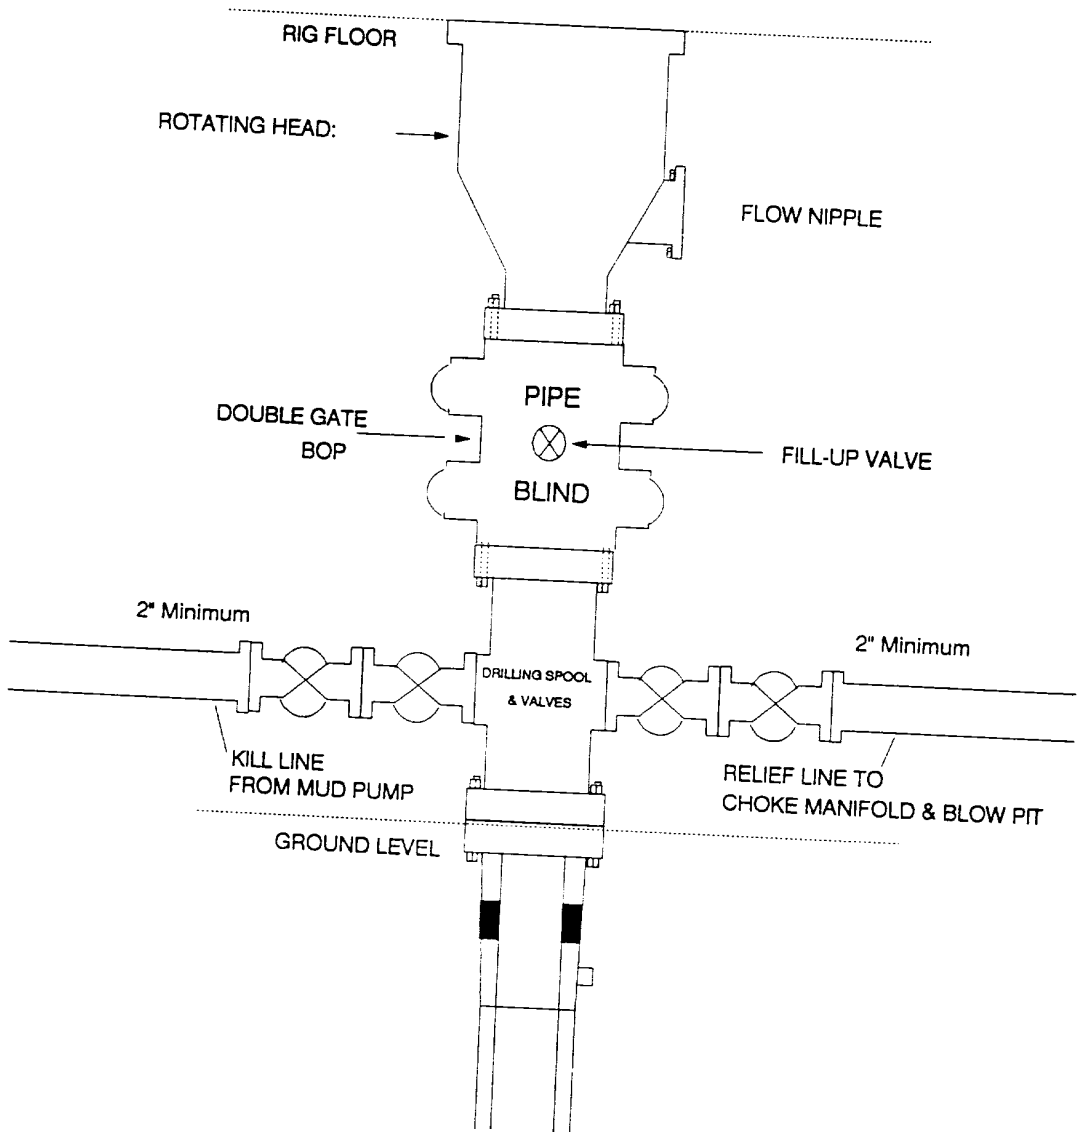 RIG FLOOR
ROTATING HEAD:
FLOW NIPPLE
PIPE
DOUBLE GATE
BOP
FILL-UP VALVE
BLIND
2" Minimum
2" Minimum
DRILLING SPOOL
& VALVES
KILL LINE
FROM MUD PUMP
RELIEF LINE TO
CHOKE MANIFOLD & BLOW PIT
GROUND LEVEL